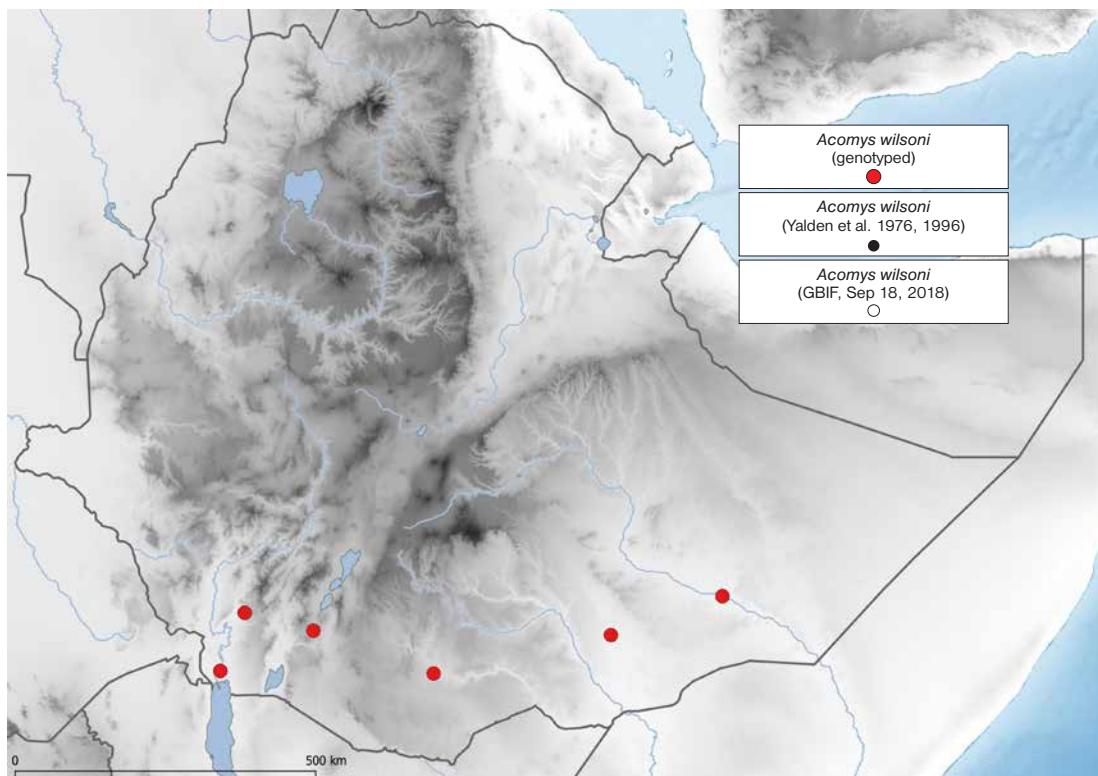 Acomys wilsoni
(genotyped)
Acomys wilsoni
(Yalden et al. 1976, 1996)
Acomys wilsoni
(GBIF, Sep 18, 2018)
0
500 km